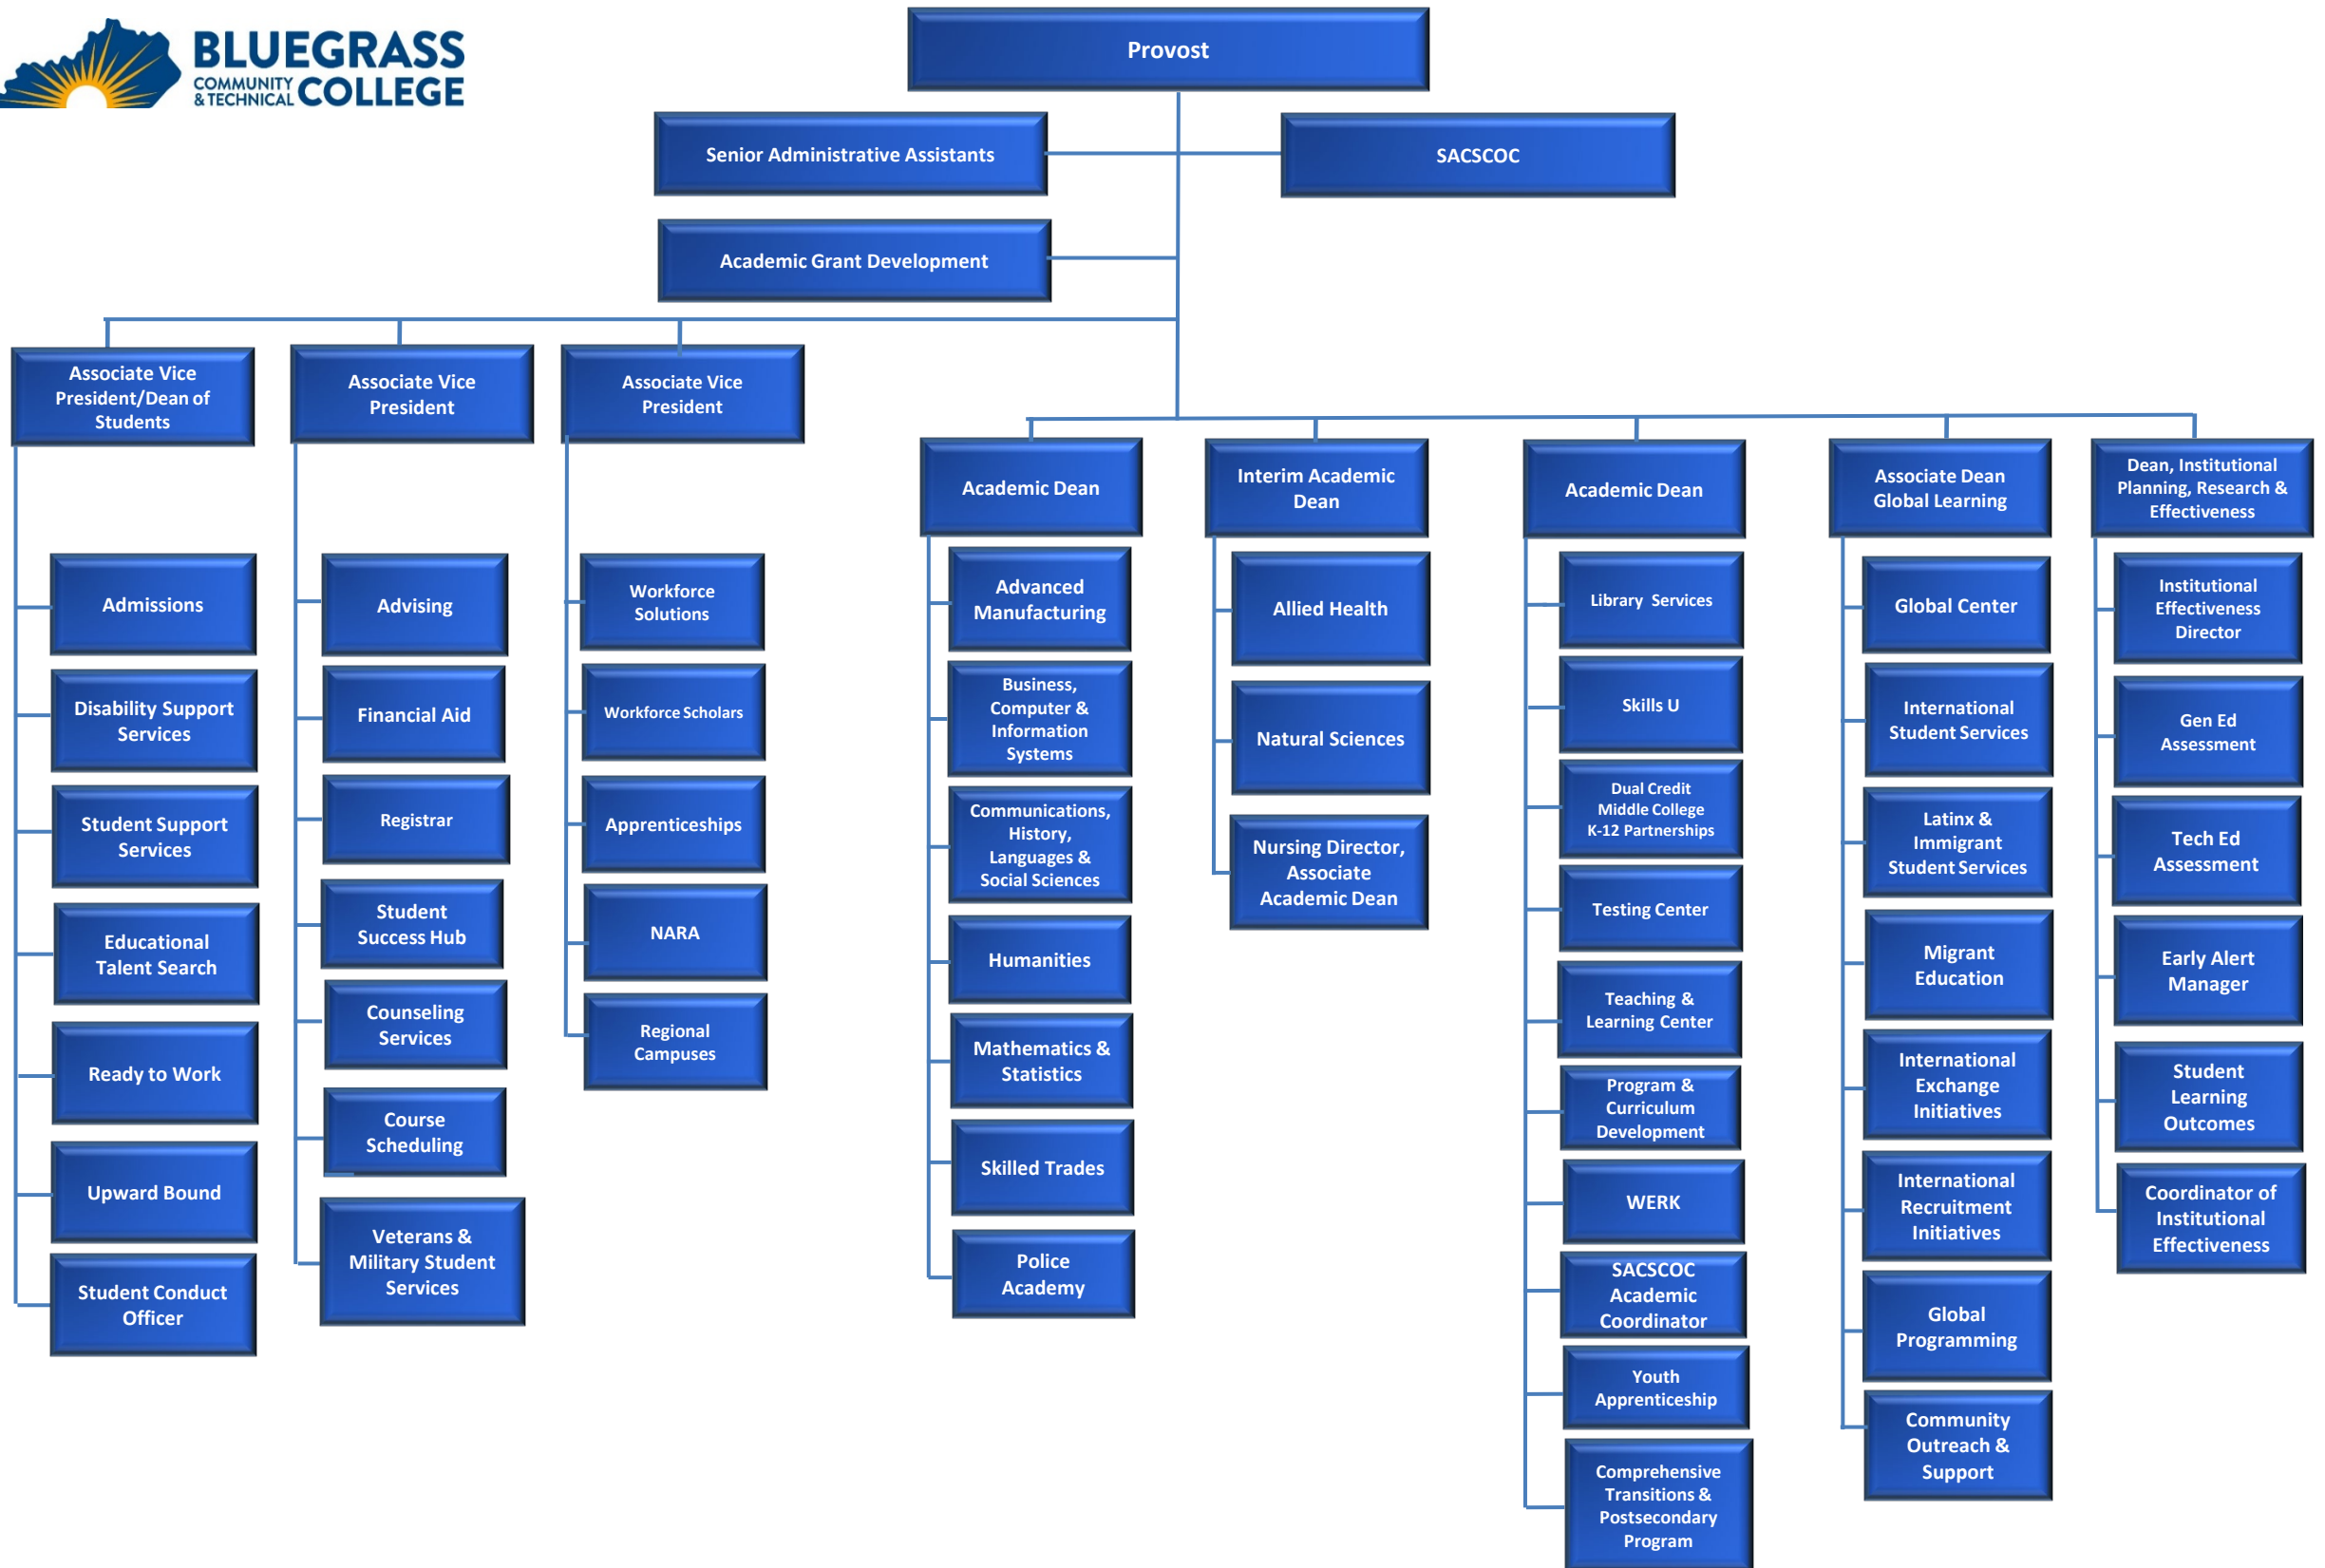 BLUEGRASS
COMMUNITY
& TECHNICAL
COLLEGE
Provost
Senior Administrative Assistants
SACSCOC
Academic Grant Development
Associate Vice
President/Dean of
Students
Admissions
Disability Support
Services
Student Support
Services
Educational
Talent Search
Ready to Work
Upward Bound
Student Conduct
Officer
Associate Vice
President
Advising
Financial Aid
Registrar
Student
Success Hub
Counseling
Services
Course
Scheduling
Veterans &
Military Student
Services
Associate Vice
President
Workforce
Solutions
Workforce Scholars
Apprenticeships
NARA
Regional
Campuses
Academic Dean
Advanced
Manufacturing
Business,
Computer &
Information
Systems
Communications,
History,
Languages &
Social Sciences
Humanities
Mathematics &
Statistics
Skilled Trades
Police
Academy
Interim Academic
Dean
Allied Health
Natural Sciences
Nursing Director,
Associate
Academic Dean
Academic Dean
Library Services
Skills U
Dual Credit
Middle College
K-12 Partnerships
Testing Center
Teaching &
Learning Center
Program &
Curriculum
Development
WERK
SACSCOC
Academic
Coordinator
Youth
Apprenticeship
Comprehensive
Transitions &
Postsecondary
Program
Associate Dean
Global Learning
Global Center
International
Student Services
Latinx &
Immigrant
Student Services
Migrant
Education
International
Exchange
Initiatives
International
Recruitment
Initiatives
Global
Programming
Community
Outreach &
Support
Dean, Institutional
Planning, Research &
Effectiveness
Institutional
Effectiveness
Director
Gen Ed
Assessment
Tech Ed
Assessment
Early Alert
Manager
Student
Learning
Outcomes
Coordinator of
Institutional
Effectiveness